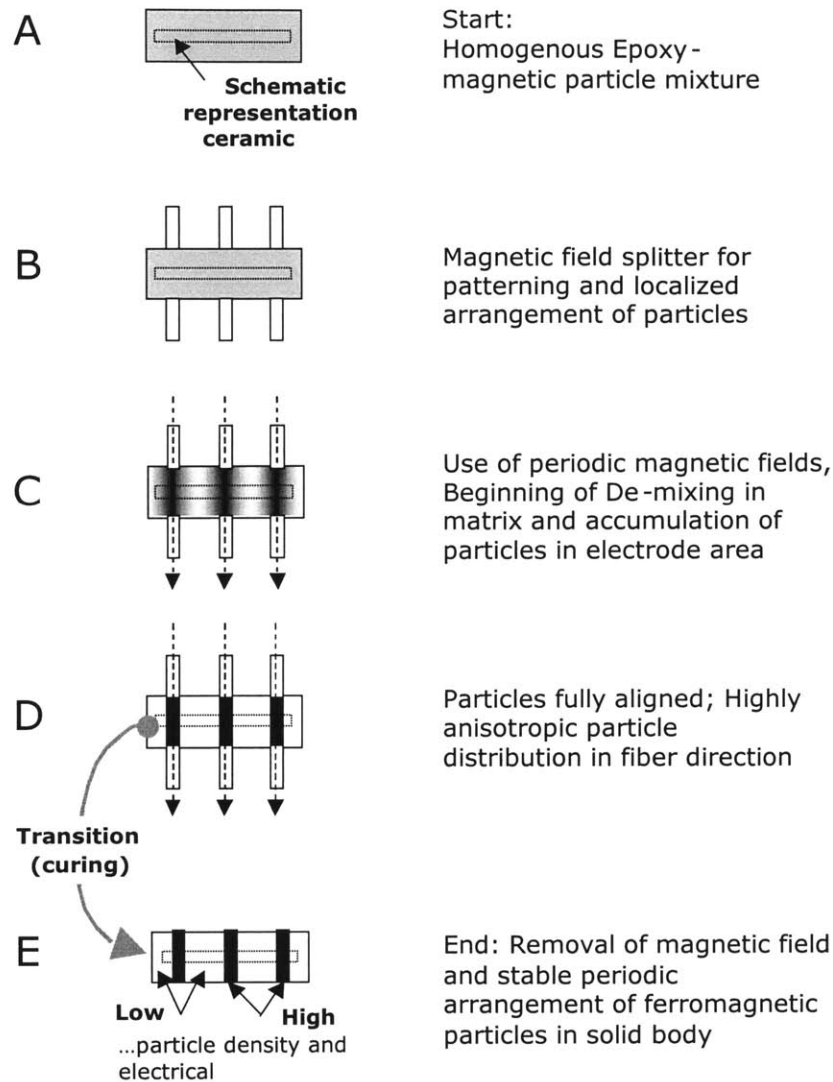 A
Start:
Homogenous Epoxy-
magnetic particle mixture
Schematic
representation
ceramic
B
Magnetic field splitter for
patterning and localized
arrangement of particles
C
Use of periodic magnetic fields,
Beginning of De-mixing in
matrix and accumulation of
particles in electrode area
D
Particles fully aligned; Highly
anisotropic particle
distribution in fiber direction
Transition
(curing)
E
End: Removal of magnetic field
and stable periodic
arrangement of ferromagnetic
particles in solid body
Low
High
...particle density and
electrical